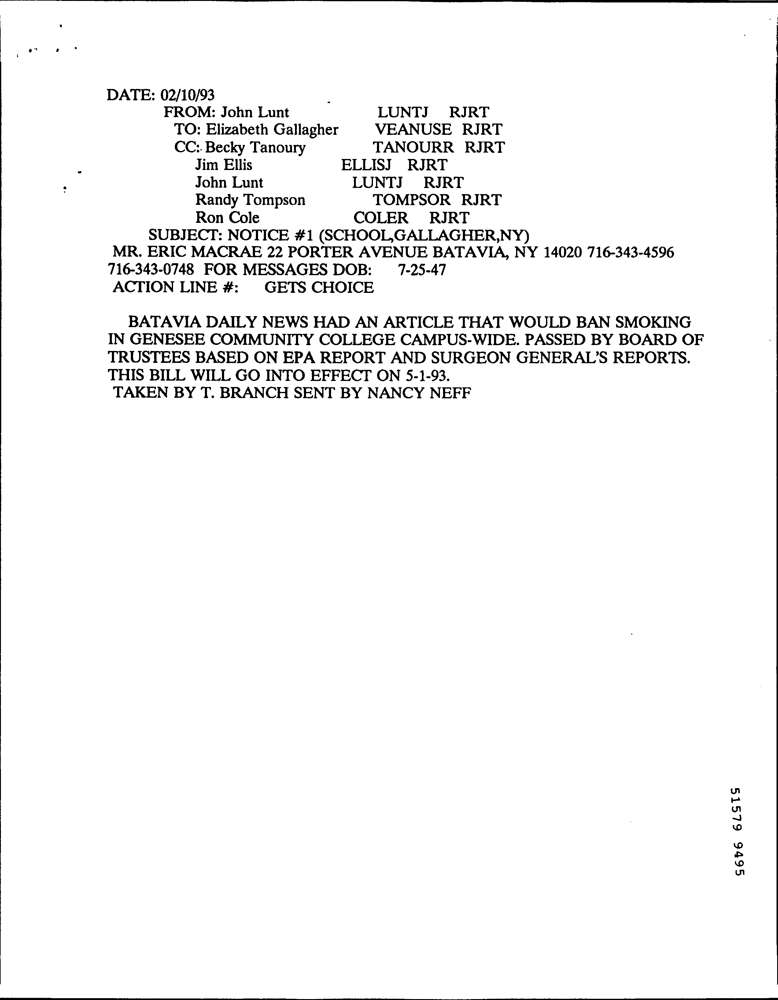 DATE: 02/10/93
FROM: John Lunt LUNTJ RJRT
TO: Elizabeth Gallagher VEANUSE RJRT
CC: Becky Tanoury TANOURR RJRT
Jim Ellis ELLISJ RJRT
John Lunt LUNTJ RJRT
Randy Tompson TOMPSOR RJRT
Ron Cole COLER RJRT
SUBJECT: NOTICE #1 (SCHOOL,GALLAGHER,NY)
MR. ERIC MACRAE 22 PORTER AVENUE BATAVIA, NY 14020 716-343-4596
716-343-0748 FOR MESSAGES DOB: 7-25-47
ACTION LINE #: GETS CHOICE
BATAVIA DAILY NEWS HAD AN ARTICLE THAT WOULD BAN SMOKING
IN GENESEE COMMUNITY COLLEGE CAMPUS-WIDE. PASSED BY BOARD OF
TRUSTEES BASED ON EPA REPORT AND SURGEON GENERAL'S REPORTS.
THIS BILL WILL GO INTO EFFECT ON 5-1-93.
TAKEN BY T. BRANCH SENT BY NANCY NEFF
51579 9495